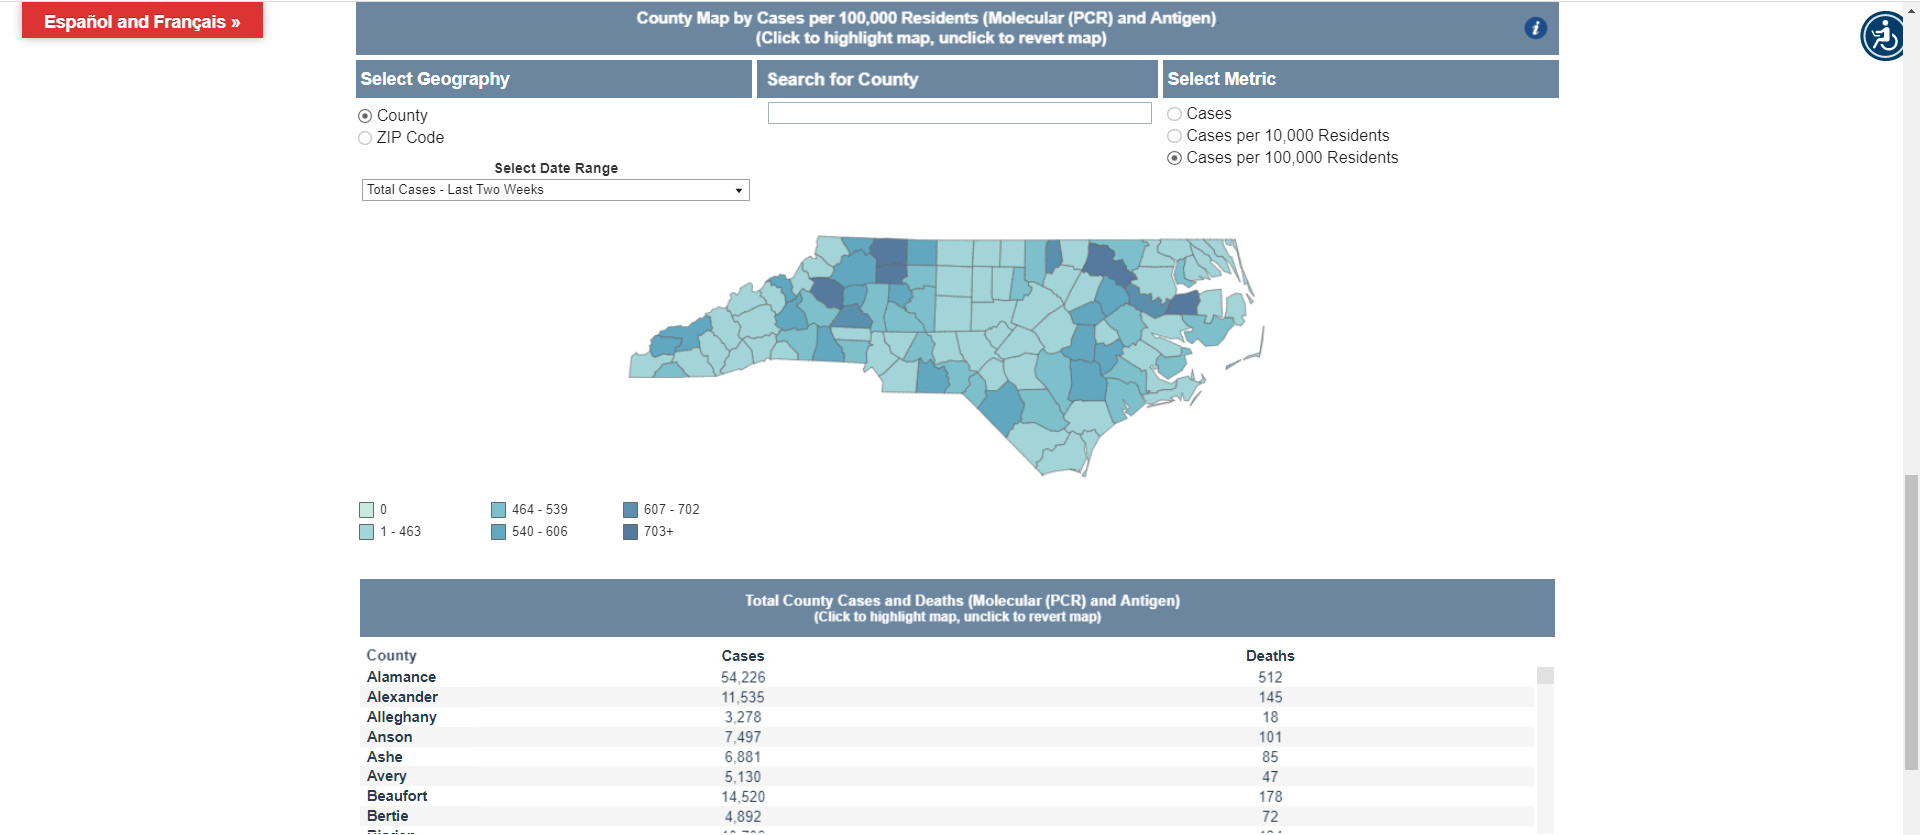 Español and Français »
County Map by Cases per 100,000 Residents (Molecular (PCR) and Antigen)
(Click to highlight map, unclick to revert map)
i
Select Geography
Search for County
Select Metric
County
ZIP Code
Cases
Cases per 10,000 Residents
Cases per 100,000 Residents
Select Date Range
Total Cases - Last Two Weeks
0
464 - 539
607 - 702
1 - 463
540 - 606
703+
Total County Cases and Deaths (Molecular (PCR) and Antigen)
(Click to highlight map, unclick to revert map)
County Cases Deaths
Alamance 54,226 512
Alexander 11,535 145
Alleghany 3,278 18
Anson 7,497 101
Ashe 6,881 85
Avery 5,130 47
Beaufort 14,520 178
Bertie 4,892 72